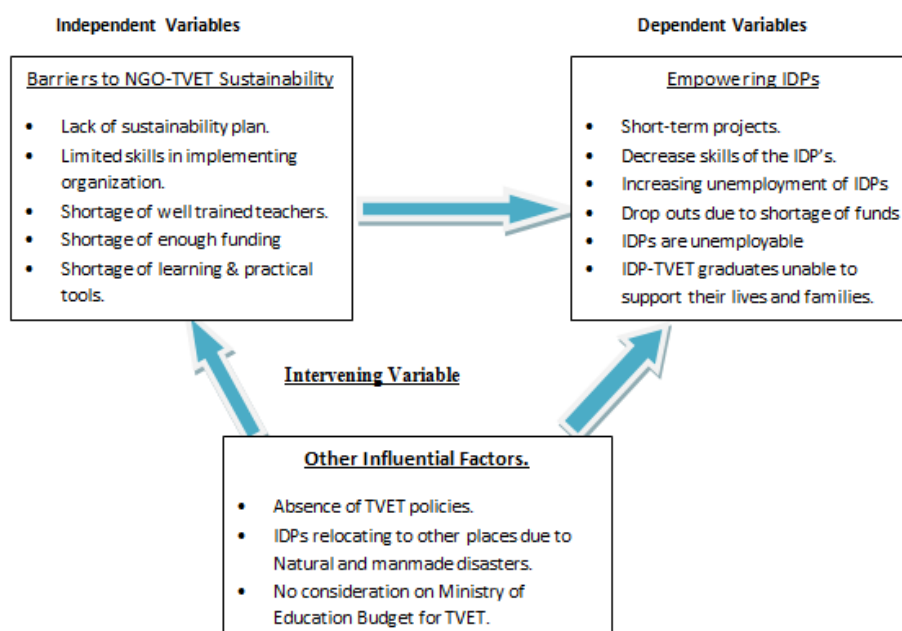 Independent Variables
Dependent Variables
Barriers to NGO-TVET Sustainability
• Lack of sustainability plan.
• Limited skills in implementing
organization.
• Shortage of well trained teachers.
• Shortage of enough funding
• Shortage of learning & practical
tools.
Empowering IDPs
• Short-term projects.
• Decrease skills of the IDP's.
• Increasing unemployment of IDPs
• Drop outs due to shortage of funds
• IDPs are unemployable
• IDP-TVET graduates unable to
support their lives and families.
Intervening Variable
Other Influential Factors.
• Absence of TVET policies.
• IDPs relocating to other places due to
Natural and manmade disasters.
• No consideration on Ministry of
Education Budget for TVET.